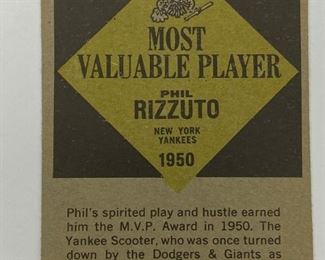 MOST
VALUABLE PLAYER
PHIL
RIZZUTO
NEW YORK
YANKEES
1950
Phil's spirited play and hustle earned
him the M.V.P. Award in 1950. The
Yankee Scooter, who was once turned
down by the Dodgers & Giants as